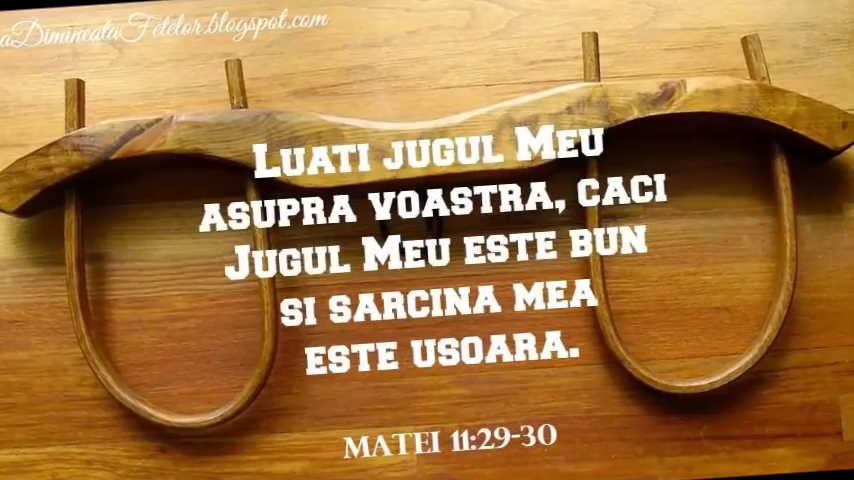 aDimineataFetelor.blogspot.com
Luati jugul Meu
asupra voastra, caci
Jugul Meu este bun
si sarcina mea
este usoara.
Matei 11:29-30